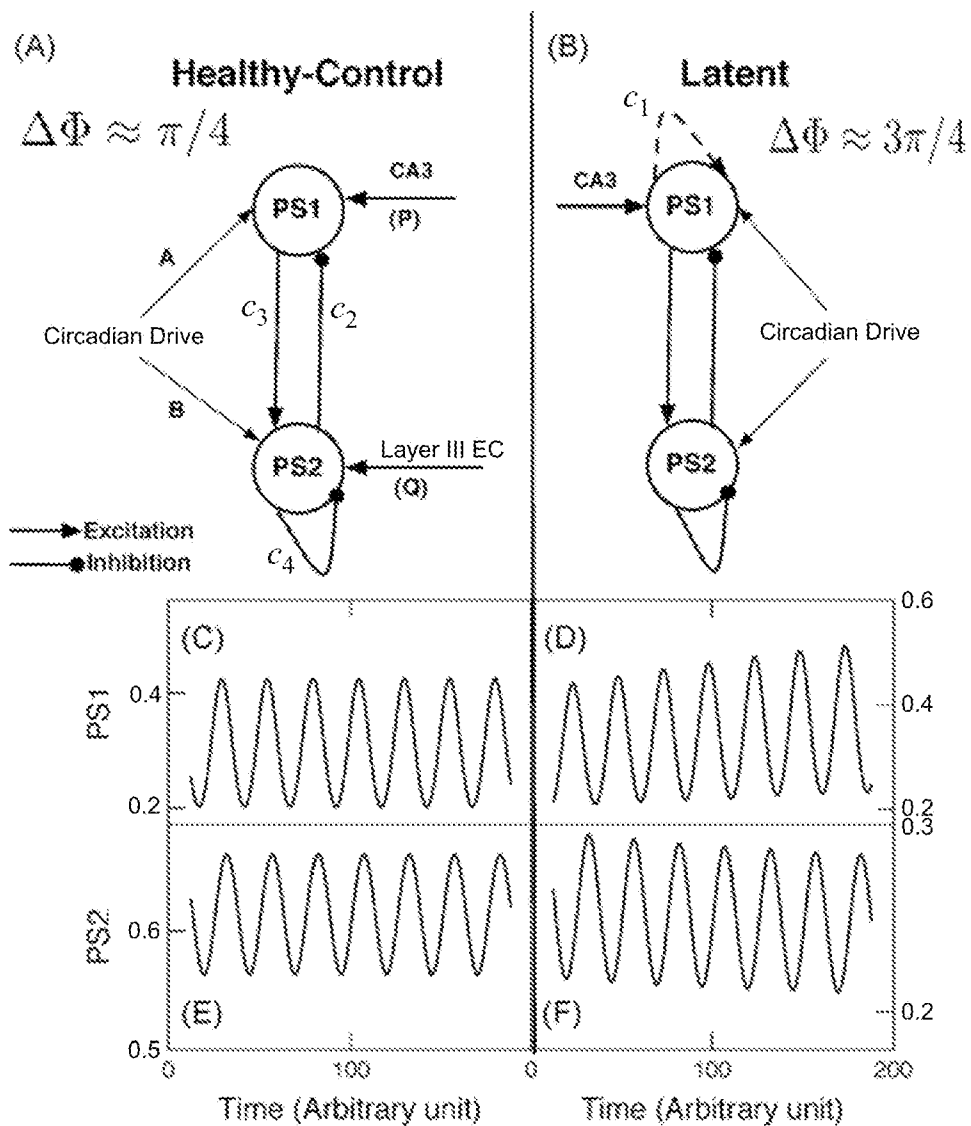 (A)
Healthy-Control
ΔΦ ≈ π/4
CA3
PS1
(P)
A
c3
c2
Circadian Drive
B
PS2
Layer III EC
(Q)
Excitation
Inhibition
c4
(B)
Latent
c1
ΔΦ ≈ 3π/4
CA3
PS1
Circadian Drive
PS2
(C)
PS1
0.4
0.2
(D)
0.6
0.4
0.2
0.3
PS2
0.6
0.5
(E)
(F)
0.2
0
100
0
100
200
Time (Arbitrary unit)
Time (Arbitrary unit)